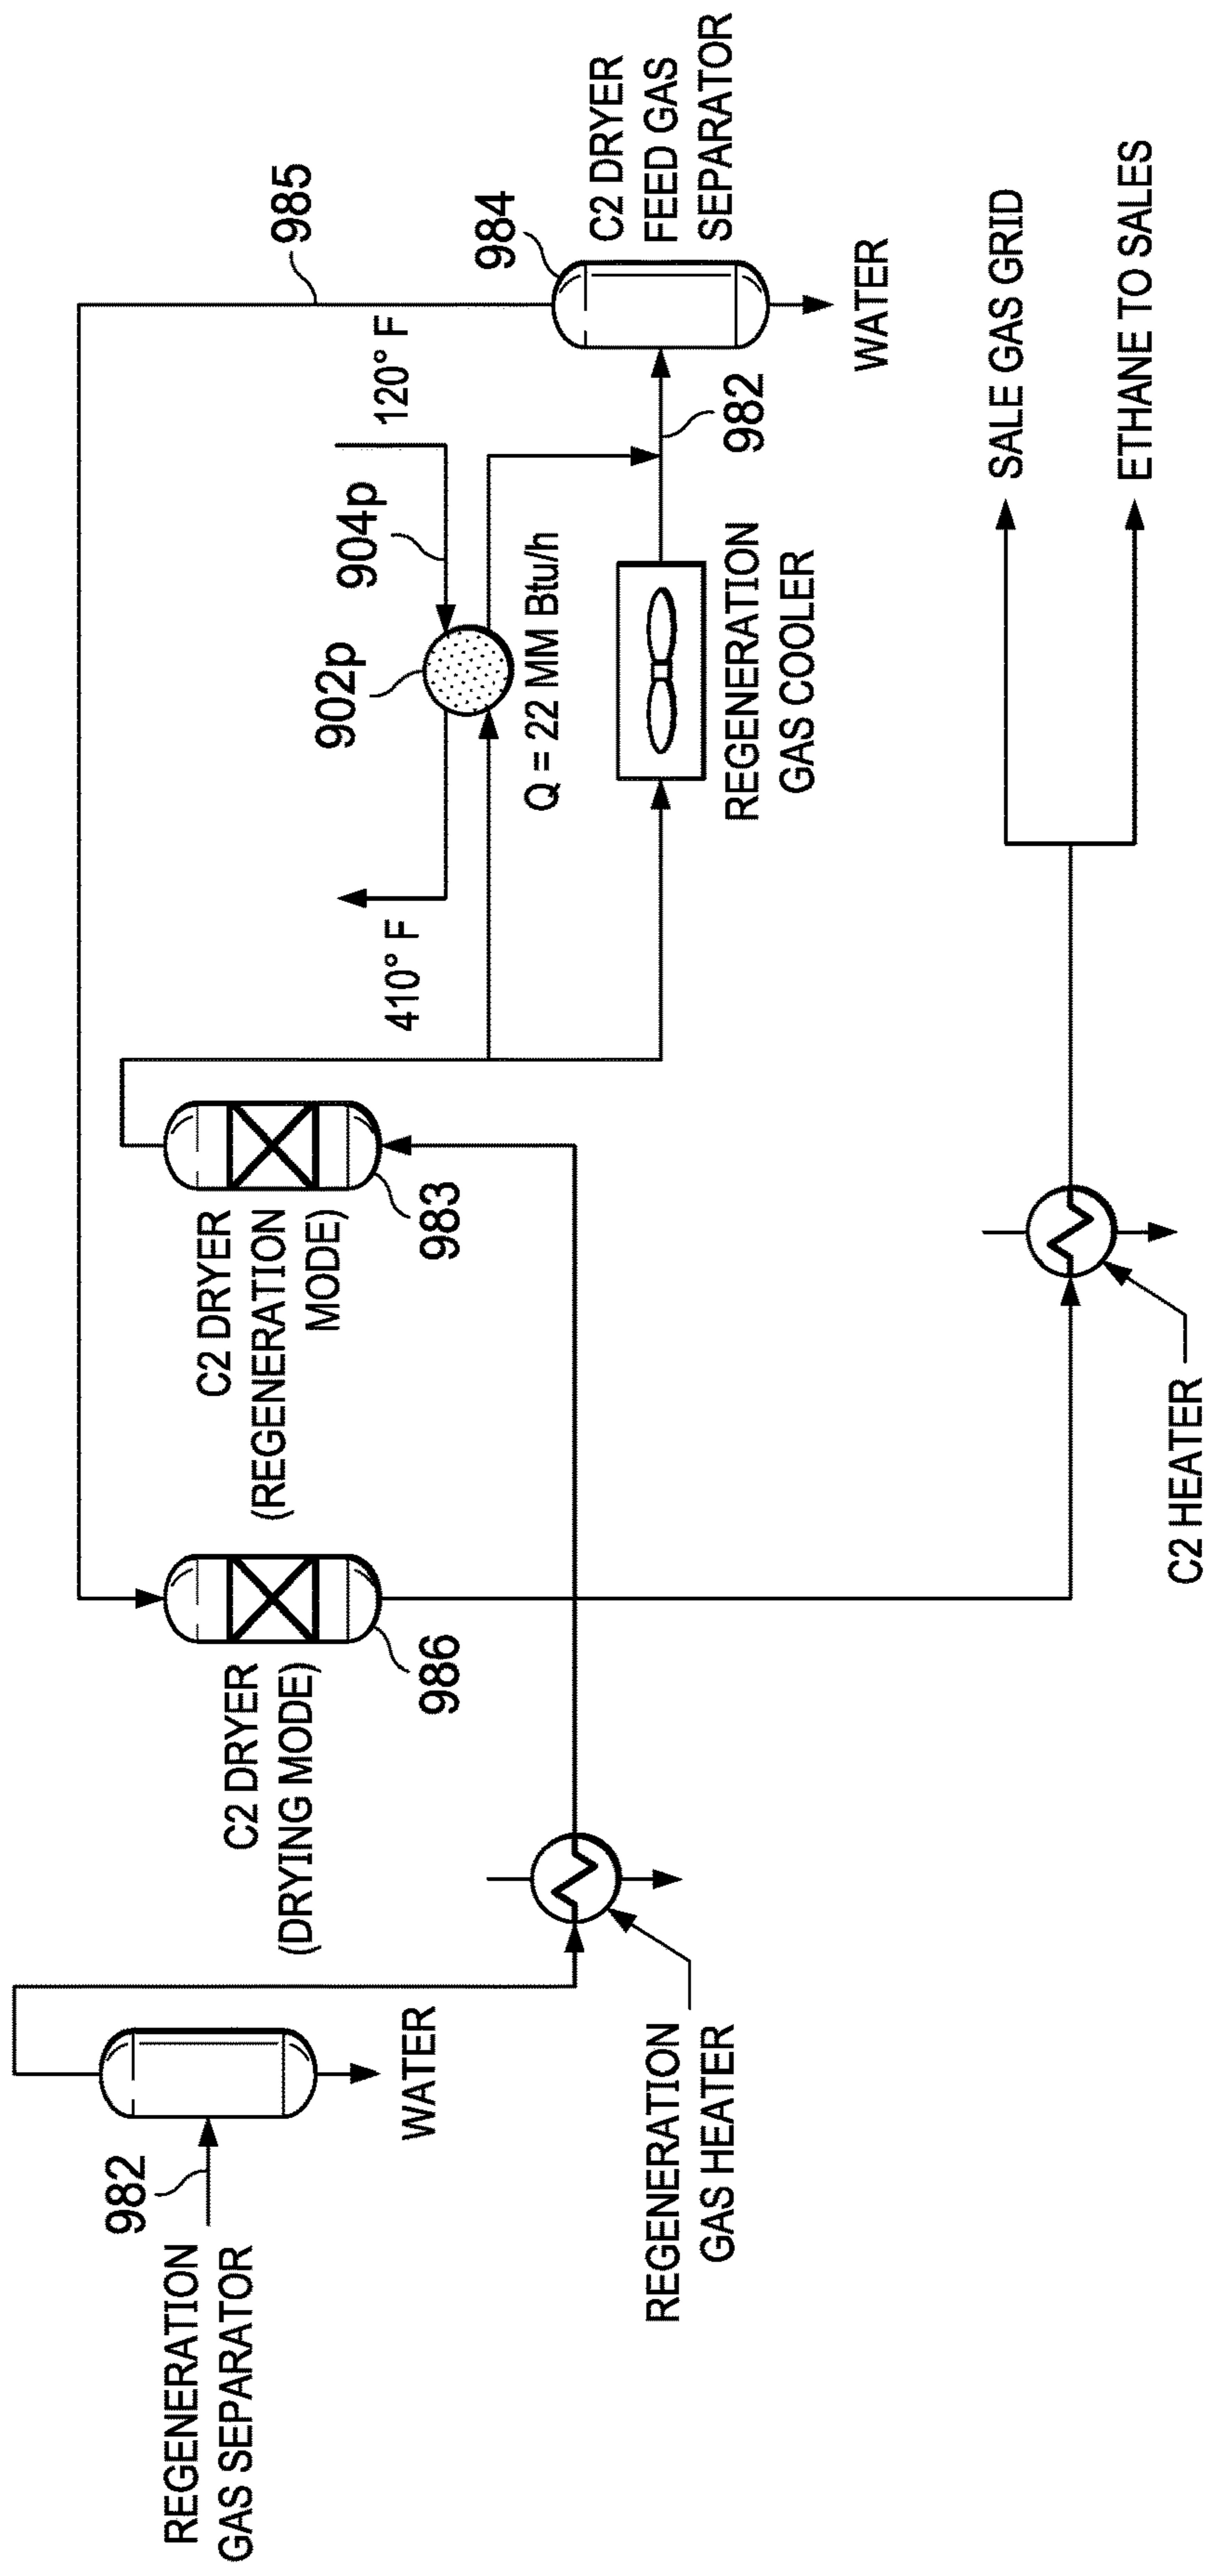 REGENERATION
GAS SEPARATOR
982
WATER
REGENERATION
GAS HEATER
C2 DRYER
(DRYING MODE)
986
C2 DRYER
(REGENERATION
MODE)
983
410° F
902p
904p
120° F
Q = 22 MM Btu/h
REGENERATION
GAS COOLER
982
985
984
C2 DRYER
FEED GAS
SEPARATOR
WATER
C2 HEATER
SALE GAS GRID
ETHANE TO SALES